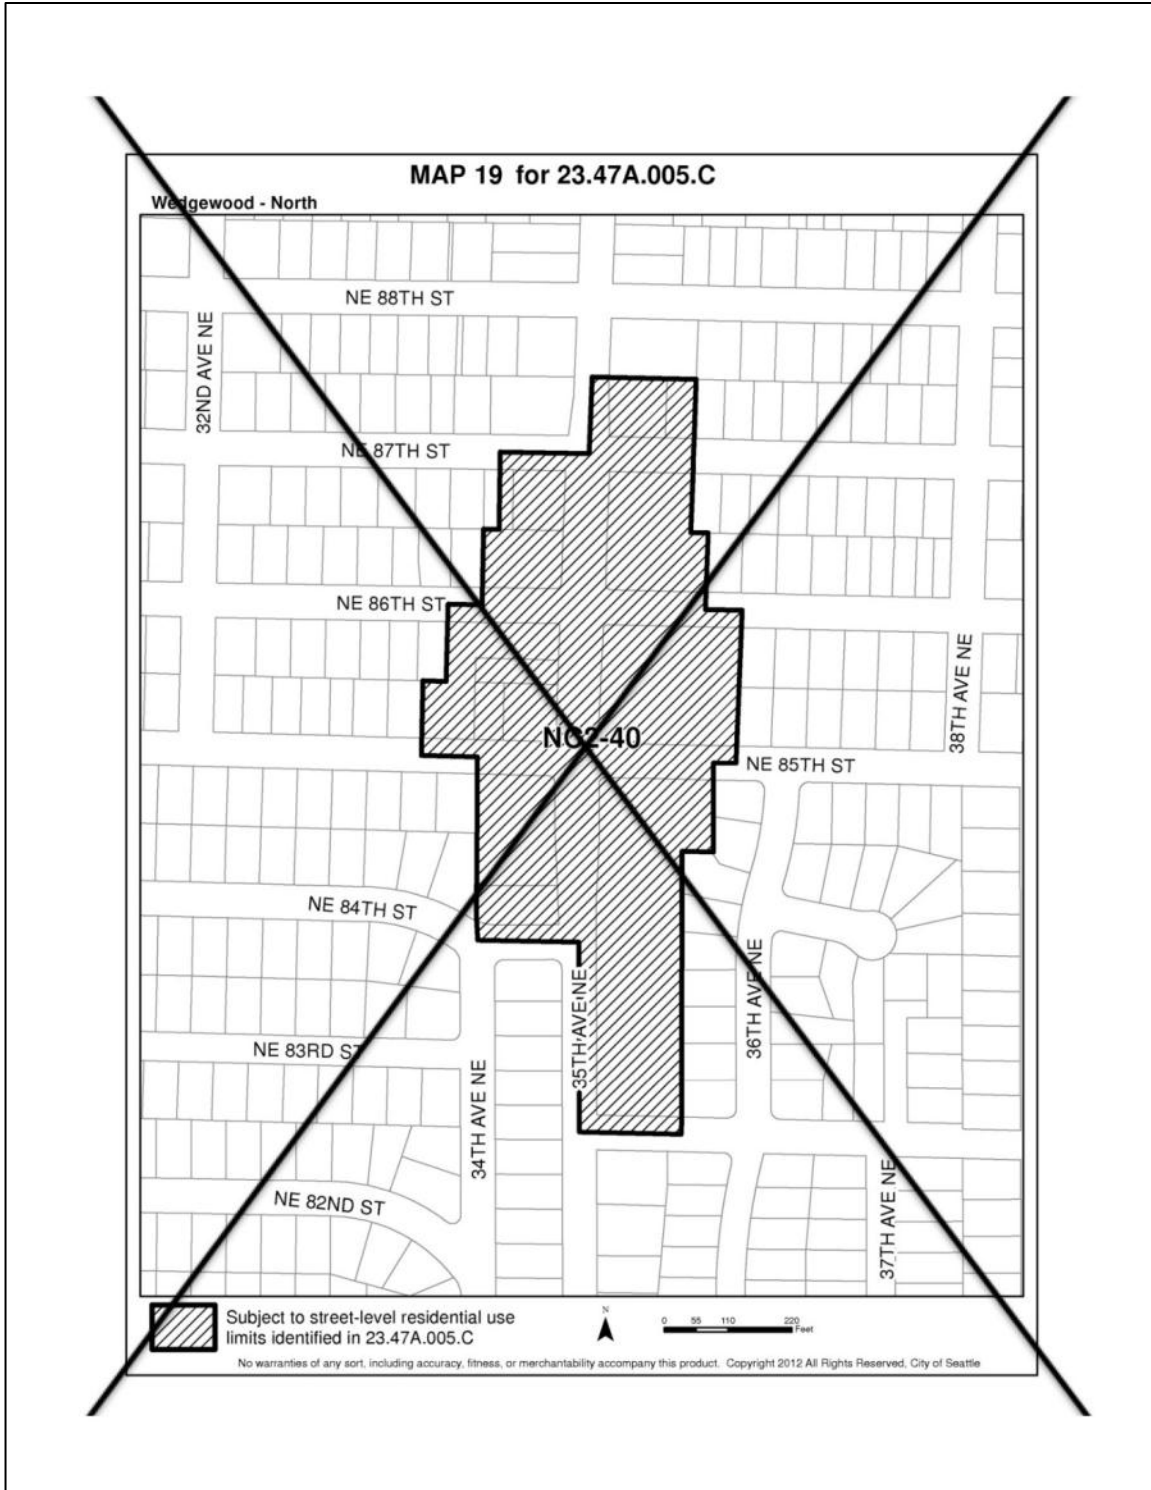 MAP 19 for 23.47A.005.C
Wedgewood - North
NE 88TH ST
32ND AVE NE
NE 87TH ST
NE 86TH ST
38TH AVE NE
NC2-40
NE 85TH ST
NE 84TH ST
35TH AVE NE
36TH AVE NE
NE 83RD ST
34TH AVE NE
37TH AVE NE
NE 82ND ST
Subject to street-level residential use
limits identified in 23.47A.005.C
N
0 55 110 220
Feet
No warranties of any sort, including accuracy, fitness, or merchantability accompany this product. Copyright 2012 All Rights Reserved, City of Seattle